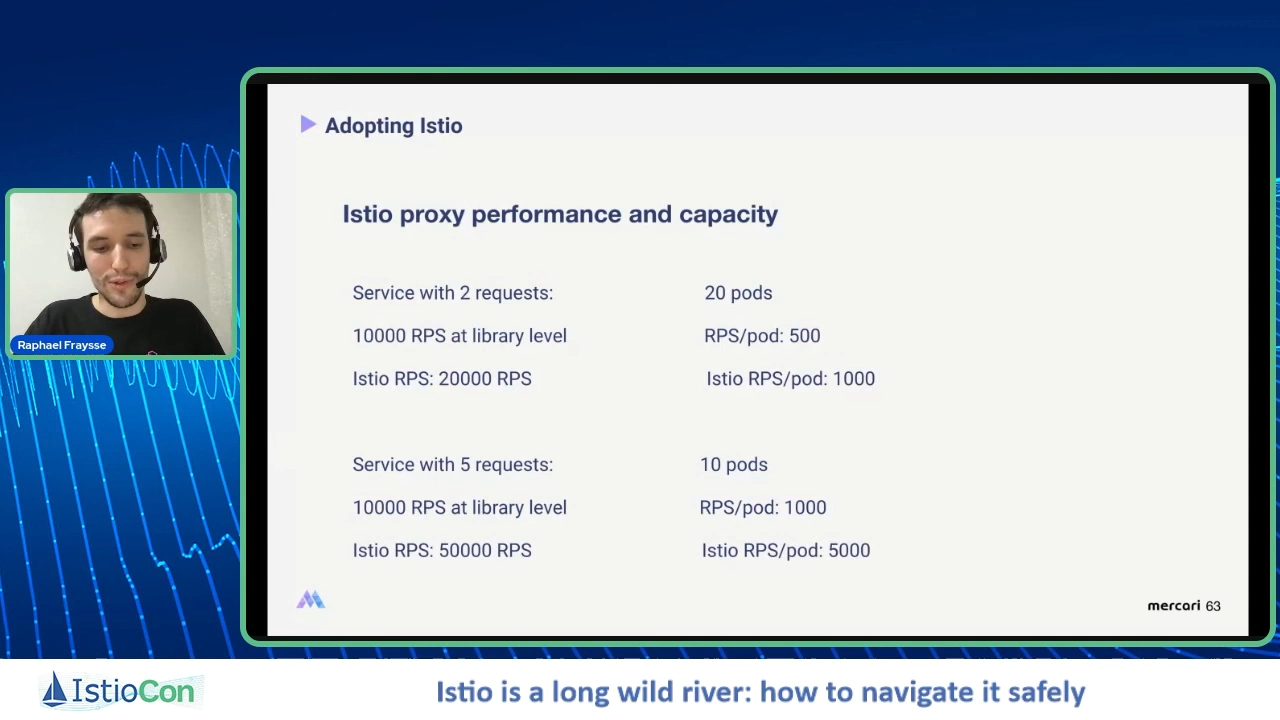 Adopting Istio
Istio proxy performance and capacity
Service with 2 requests:
20 pods
10000 RPS at library level
RPS/pod: 500
Istio RPS: 20000 RPS
Istio RPS/pod: 1000
Service with 5 requests:
10 pods
10000 RPS at library level
RPS/pod: 1000
Istio RPS: 50000 RPS
Istio RPS/pod: 5000
mercari 63
Raphael Fraysse
IstioCon
Istio is a long wild river: how to navigate it safely